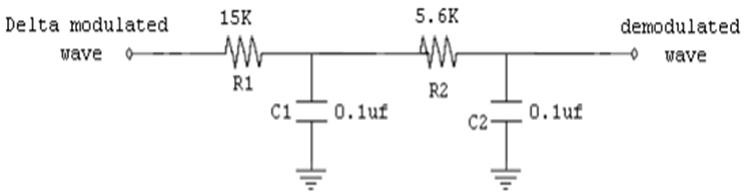 Delta modulated
wave
15K
R1
C1
0.1uf
5.6K
R2
C2
0.1uf
demodulated
wave